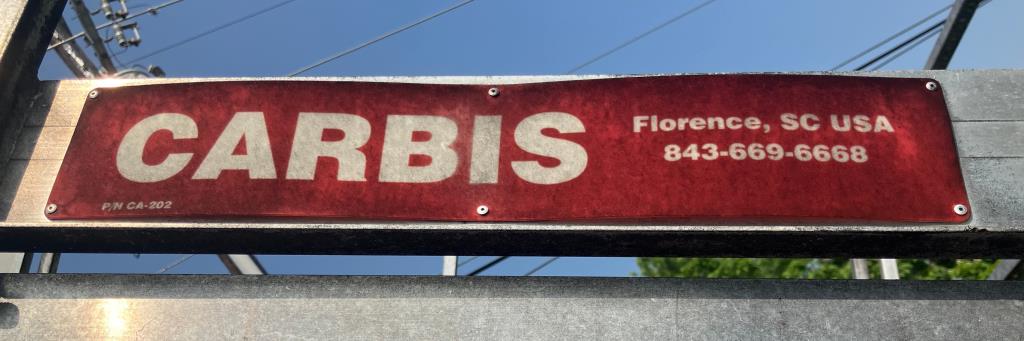 CARBIS
Florence, SC USA
843-669-6668
P/N CA-202